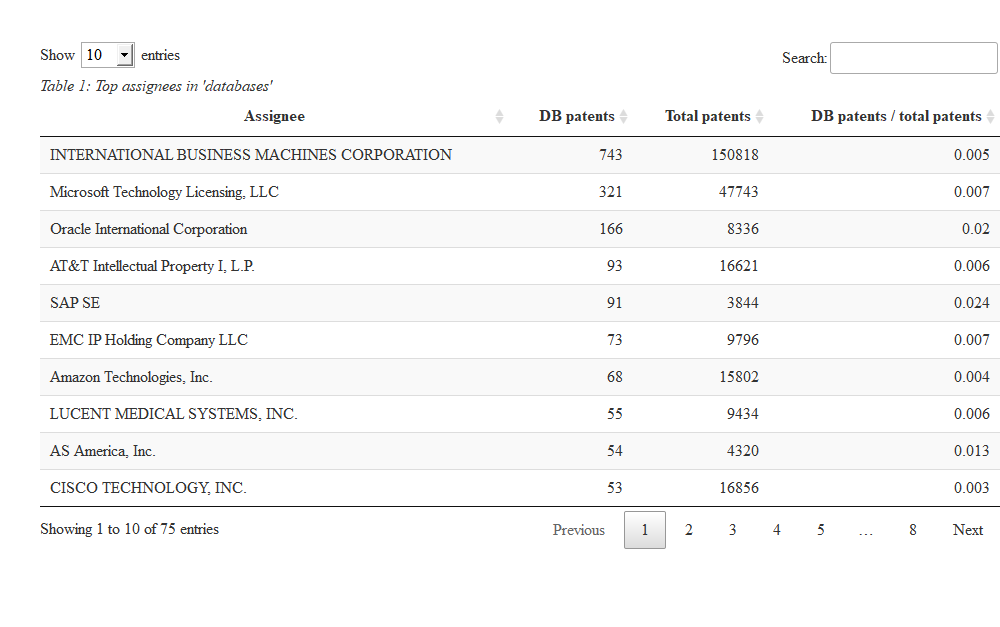 Show 10 entries Search:
Table 1: Top assignees in 'databases'
Assignee DB patents Total patents DB patents / total patents
INTERNATIONAL BUSINESS MACHINES CORPORATION 743 150818 0.005
Microsoft Technology Licensing, LLC 321 47743 0.007
Oracle International Corporation 166 8336 0.02
AT&T Intellectual Property I, L.P. 93 16621 0.006
SAP SE 91 3844 0.024
EMC IP Holding Company LLC 73 9796 0.007
Amazon Technologies, Inc. 68 15802 0.004
LUCENT MEDICAL SYSTEMS, INC. 55 9434 0.006
AS America, Inc. 54 4320 0.013
CISCO TECHNOLOGY, INC. 53 16856 0.003
Showing 1 to 10 of 75 entries Previous 1 2 3 4 5 … 8 Next